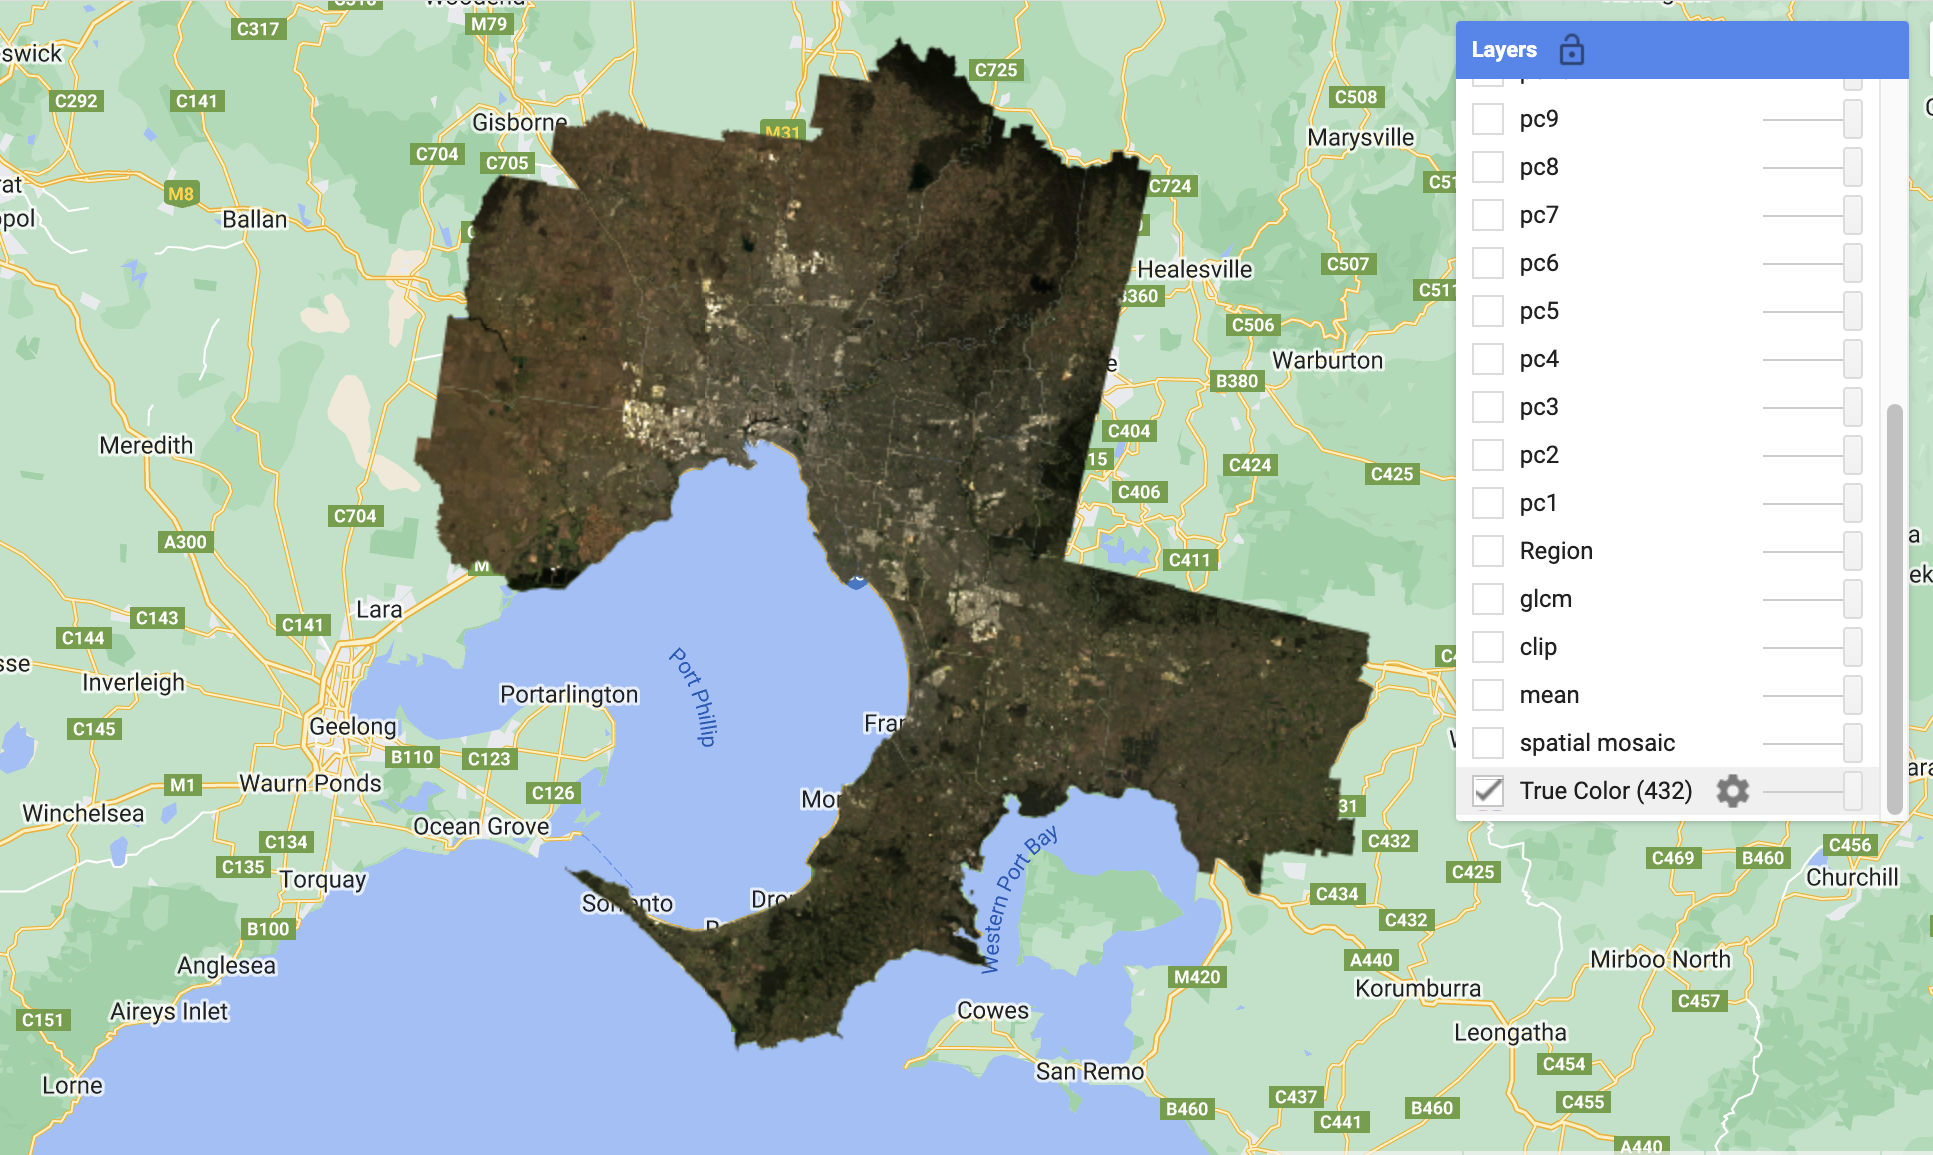 M79
C317
swick
C292
C141
C725
C508
Gisborne
M31
Marysville
C704
C705
M8
C724
Ballan
Healesville
C507
B360
C506
Warburton
B380
C404
Meredith
15
C424
C425
C406
C704
A300
C411
M
Lara
C143
C141
C144
Inverleigh
Portarlington
Port Phillip
C145
Geelong
B110
C123
M1
Waurn Ponds
C126
Winchelsea
Ocean Grove
C134
C135
Torquay
31
C432
Western Port Bay
C425
C469
B460
C456
Churchill
C434
C432
B100
Anglesea
A440
Mirboo North
M420
Korumburra
C457
Aireys Inlet
C151
Cowes
Leongatha
San Remo
C454
Lorne
C437
C455
B460
B460
C441
A440
Layers
pc9
pc8
pc7
pc6
pc5
pc4
pc3
pc2
pc1
Region
glcm
clip
mean
spatial mosaic
True Color (432)